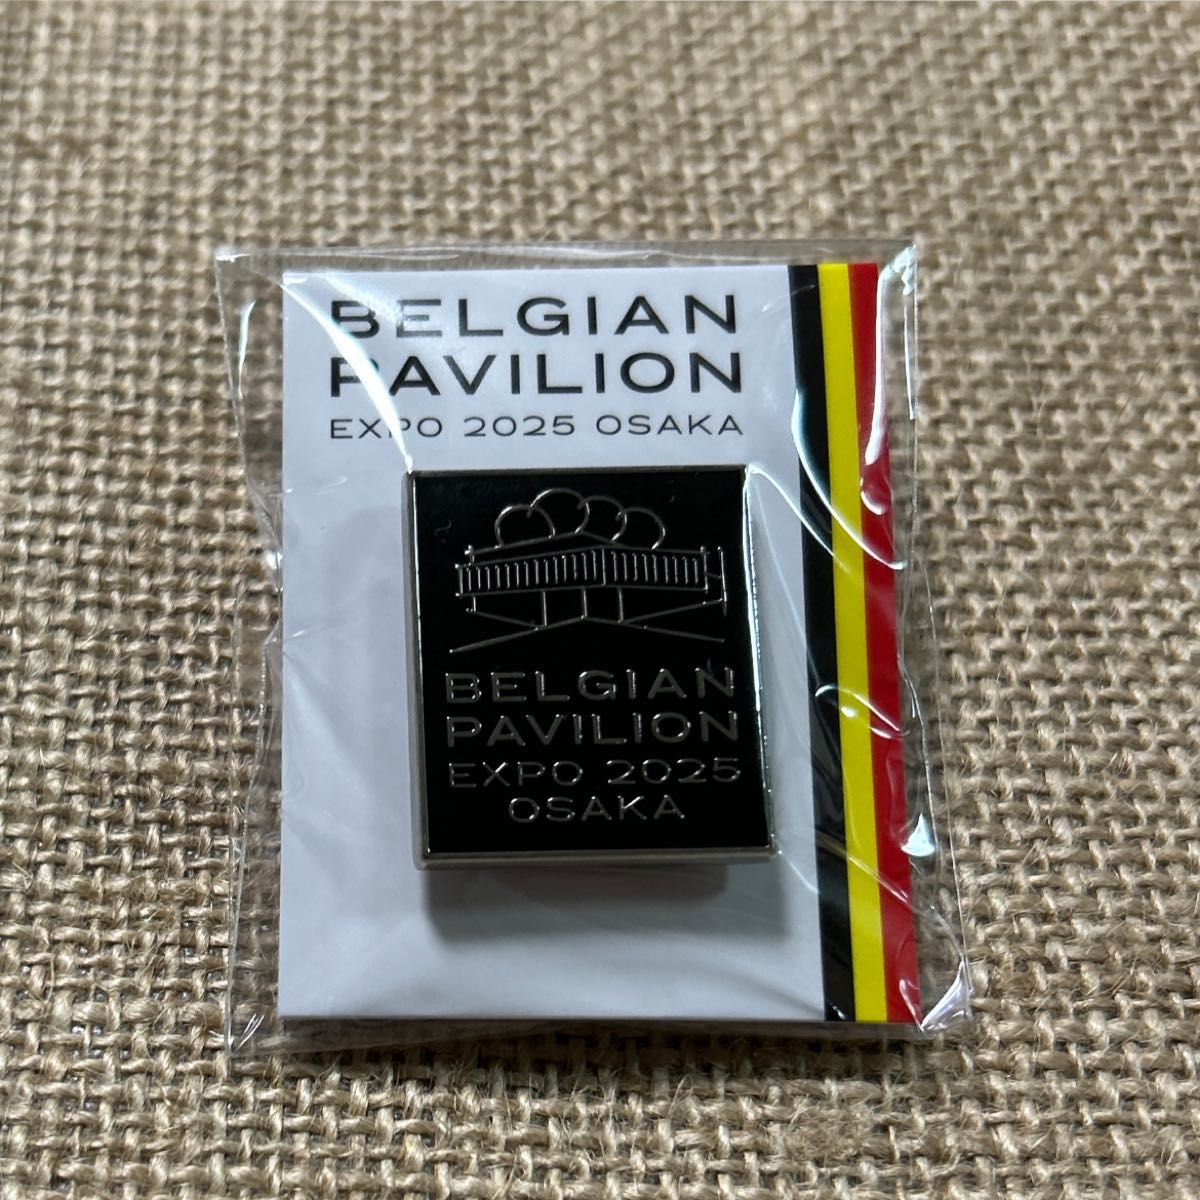 BELGIAN
PAVILION
EXPO 2025 OSAKA
BELGIAN
PAVILION
EXPO 2025
OSAKA